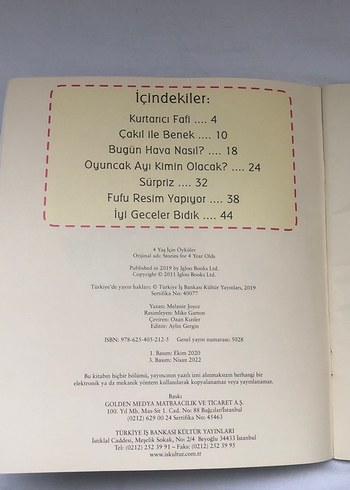 İçindekiler:
Kurtarıcı Fafi .... 4
Çakıl ile Benek .... 10
Bugün Hava Nasıl? .... 18
Oyuncak Ayı Kimin Olacak? .... 24
Sürpriz .... 32
Fufu Resim Yapıyor .... 38
İyi Geceler Bıdık .... 44
4 Yaş İçin Öyküler
Orijinal adı: Stories for 4 Year Olds
Published in 2019 by Igloo Books Ltd.
Copyright © 2011 Igloo Books Ltd.
Türkiye'de yayın hakları: © Türkiye İş Bankası Kültür Yayınları, 2019
Sertifika No: 40077
Yazan: Melanie Joyce
Resimleyen: Mike Garton
Çeviren: Ozan Kızıler
Editör: Aylin Gergin
ISBN: 978-625-405-212-5 Genel yayın numarası: 5028
1. Basım: Ekim 2020
3. Basım: Nisan 2022
Bu kitabın hiçbir bölümü, yayıncının yazılı izni alınmaksızın herhangi bir
elektronik ya da mekanik yöntem kullanılarak kopyalanamaz veya yayınlanamaz.
Baskı
GOLDEN MEDYA MATBAACILIK VE TİCARET A.Ş.
100. Yıl Mh. Mas-Sit 1. Cad. No: 88 Bağcılar/İstanbul
(0212) 629 00 24 Sertifika No: 45463
TÜRKİYE İŞ BANKASI KÜLTÜR YAYINLARI
İstiklal Caddesi, Meşelik Sokak, No: 2/4 Beyoğlu 34433 İstanbul
Tel: (0212) 252 39 91 – Faks: (0212) 252 39 95
www.iskultur.com.tr